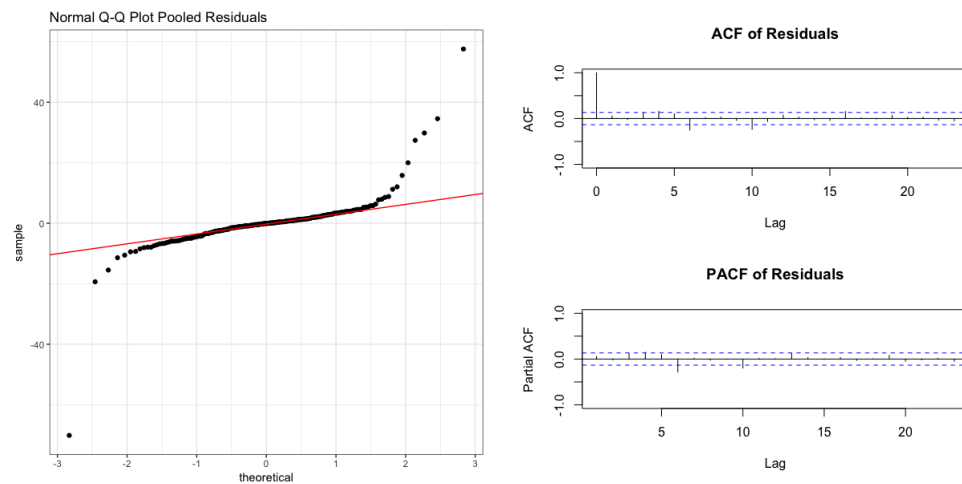 Normal Q-Q Plot Pooled Residuals
40
0
-40
sample
-3
-2
-1
0
1
2
3
theoretical
ACF of Residuals
1.0
0.0
-1.0
ACF
0
5
10
15
20
Lag
PACF of Residuals
1.0
0.0
-1.0
Partial ACF
5
10
15
20
Lag